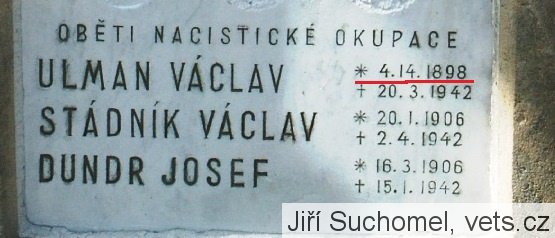 OBĚTI NACISTICKÉ OKUPACE
ULMAN VÁCLAV * 4.14.1898
† 20.3.1942
STÁDNÍK VÁCLAV * 20.1.1906
† 2.4.1942
DUNDR JOSEF * 16.3.1906
† 15.1.1942
Jiří Suchomel, vets.cz